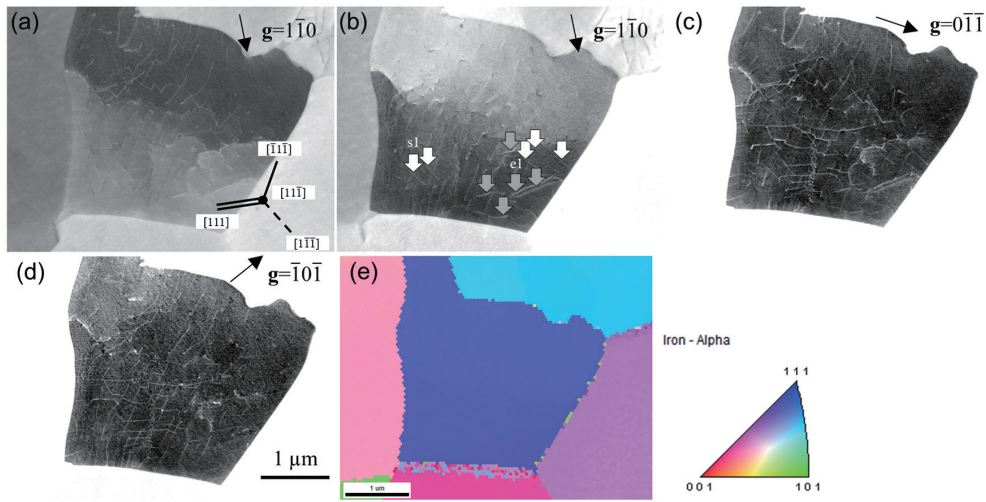 (a)
g=11̄0
[1̄11̄]
[111̄]
[111]
[11̄1̄]
(b)
g=11̄0
s1
e1
(c)
g=01̄1̄
(d)
g=1̄01̄
1 μm
(e)
1 um
Iron - Alpha
1 1 1
0 0 1
1 0 1